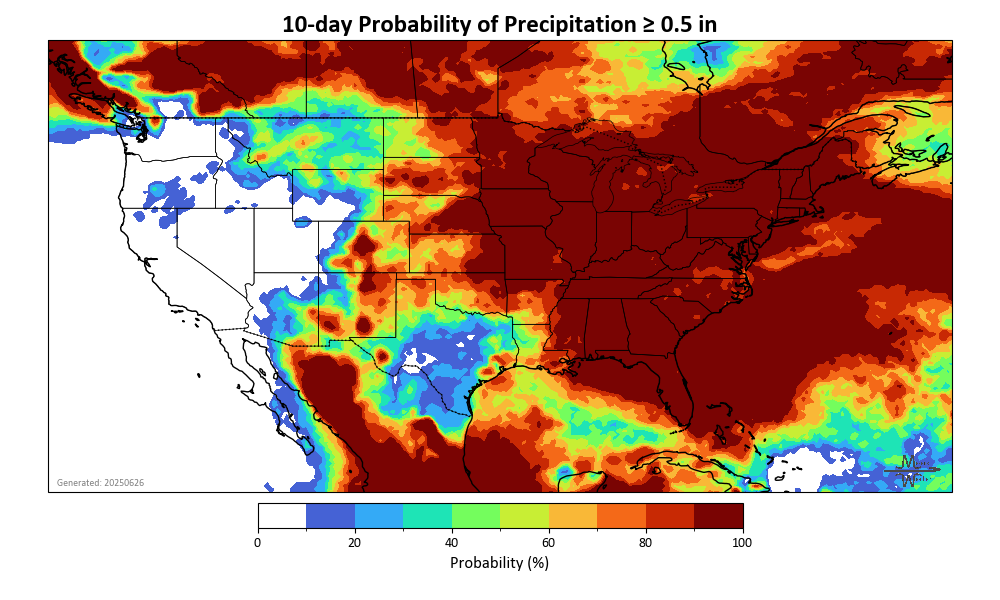 10-day Probability of Precipitation ≥ 0.5 in
Generated: 20250626
0 20 40 60 80 100
Probability (%)